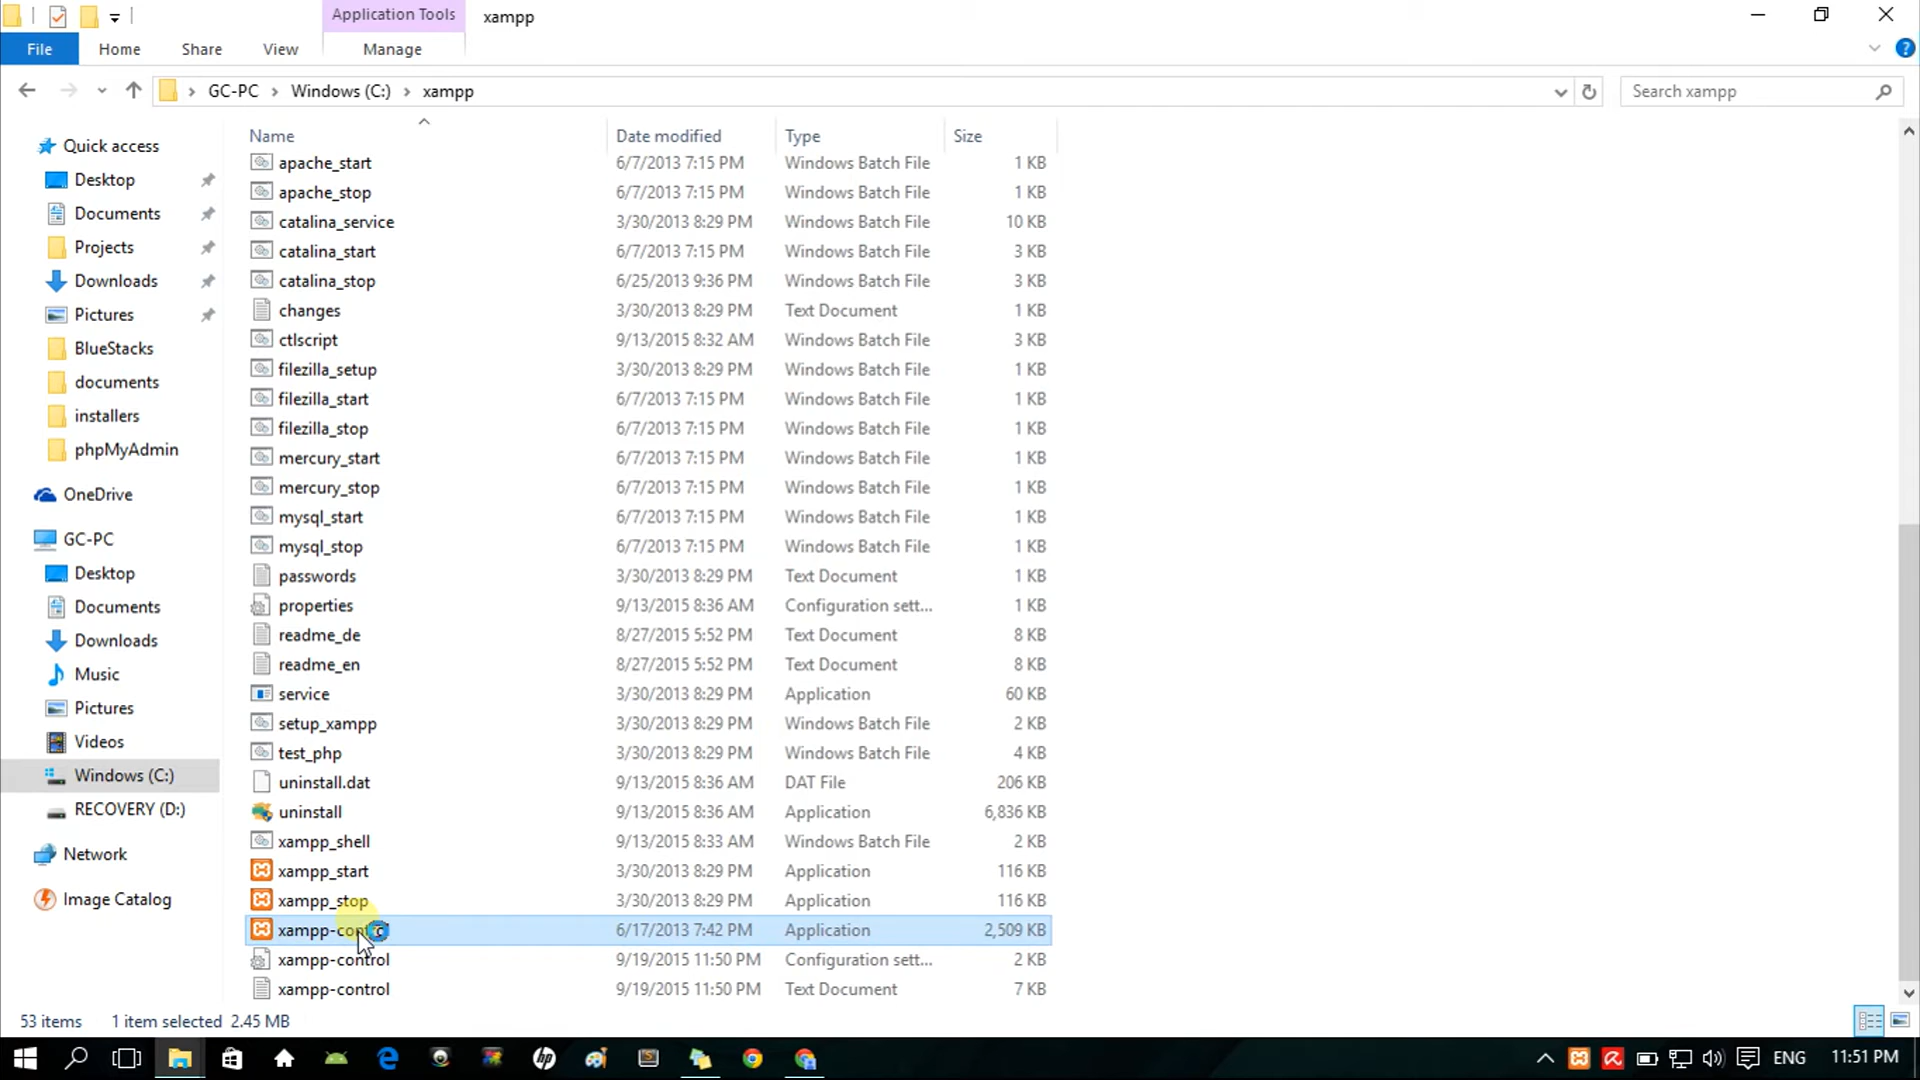 Application Tools xampp
File Home Share View Manage
GC-PC Windows (C:) xampp Search xampp
Name Date modified Type Size
Quick access
Desktop
Documents
Projects
Downloads
Pictures
BlueStacks
documents
installers
phpMyAdmin
OneDrive
GC-PC
Desktop
Documents
Downloads
Music
Pictures
Videos
Windows (C:)
RECOVERY (D:)
Network
Image Catalog
apache_start 6/7/2013 7:15 PM Windows Batch File 1 KB
apache_stop 6/7/2013 7:15 PM Windows Batch File 1 KB
catalina_service 3/30/2013 8:29 PM Windows Batch File 10 KB
catalina_start 6/7/2013 7:15 PM Windows Batch File 3 KB
catalina_stop 6/25/2013 9:36 PM Windows Batch File 3 KB
changes 3/30/2013 8:29 PM Text Document 1 KB
ctlscript 9/13/2015 8:32 AM Windows Batch File 3 KB
filezilla_setup 3/30/2013 8:29 PM Windows Batch File 1 KB
filezilla_start 6/7/2013 7:15 PM Windows Batch File 1 KB
filezilla_stop 6/7/2013 7:15 PM Windows Batch File 1 KB
mercury_start 6/7/2013 7:15 PM Windows Batch File 1 KB
mercury_stop 6/7/2013 7:15 PM Windows Batch File 1 KB
mysql_start 6/7/2013 7:15 PM Windows Batch File 1 KB
mysql_stop 6/7/2013 7:15 PM Windows Batch File 1 KB
passwords 3/30/2013 8:29 PM Text Document 1 KB
properties 9/13/2015 8:36 AM Configuration sett... 1 KB
readme_de 8/27/2015 5:52 PM Text Document 8 KB
readme_en 8/27/2015 5:52 PM Text Document 8 KB
service 3/30/2013 8:29 PM Application 60 KB
setup_xampp 3/30/2013 8:29 PM Windows Batch File 2 KB
test_php 3/30/2013 8:29 PM Windows Batch File 4 KB
uninstall.dat 9/13/2015 8:36 AM DAT File 206 KB
uninstall 9/13/2015 8:36 AM Application 6,836 KB
xampp_shell 9/13/2015 8:33 AM Windows Batch File 2 KB
xampp_start 3/30/2013 8:29 PM Application 116 KB
xampp_stop 3/30/2013 8:29 PM Application 116 KB
xampp-control 6/17/2013 7:42 PM Application 2,509 KB
xampp-control 9/19/2015 11:50 PM Configuration sett... 2 KB
xampp-control 9/19/2015 11:50 PM Text Document 7 KB
53 items 1 item selected 2.45 MB
ENG 11:51 PM